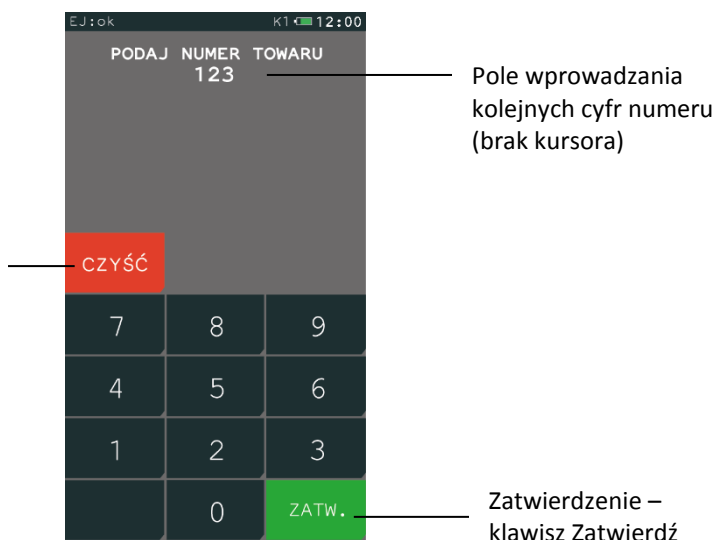 EJ:ok K1 12:00
PODAJ NUMER TOWARU
123
Pole wprowadzania
kolejnych cyfr numeru
(brak kursora)
CZYŚĆ
7 8 9
4 5 6
1 2 3
0 ZATW.
Zatwierdzenie –
klawisz Zatwierdź